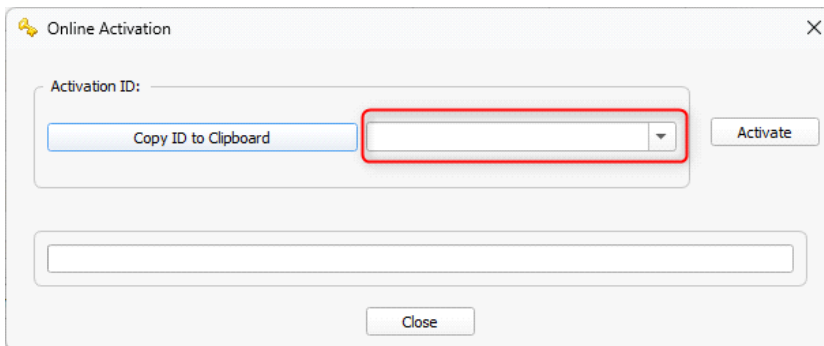 Online Activation
Activation ID:
Copy ID to Clipboard
Activate
Close